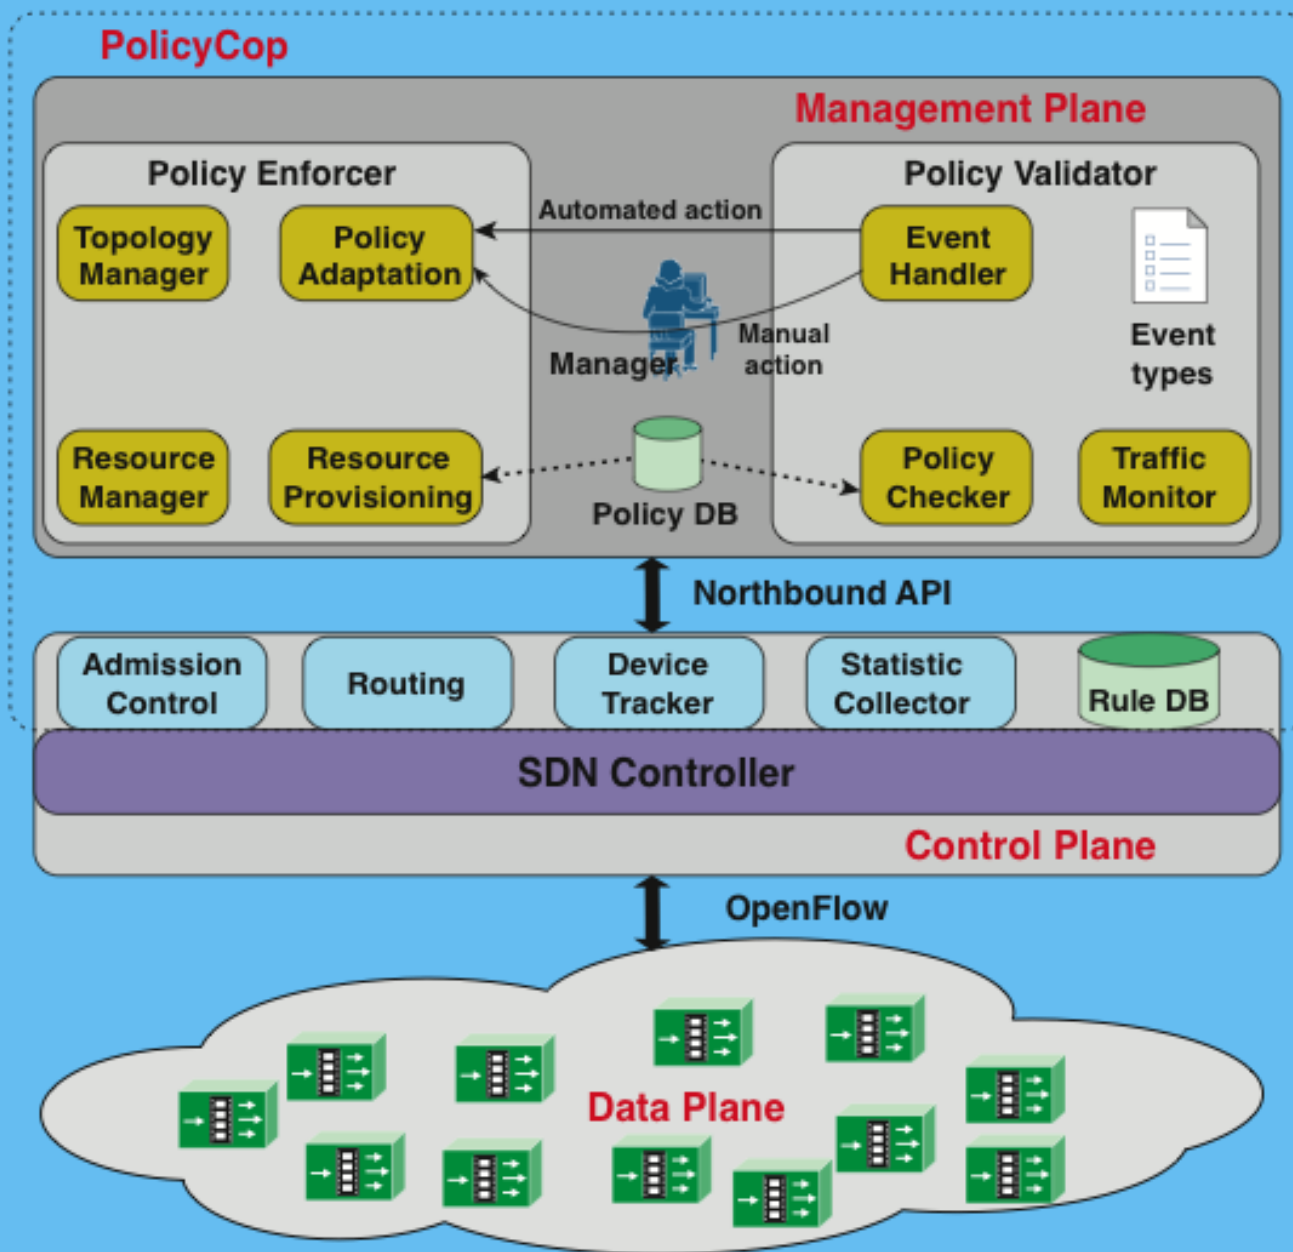 PolicyCop
Management Plane
Policy Enforcer
Policy Validator
Topology
Manager
Policy
Adaptation
Automated action
Event
Handler
Manager
Manual
action
Event
types
Resource
Manager
Resource
Provisioning
Policy DB
Policy
Checker
Traffic
Monitor
Northbound API
Admission
Control
Routing
Device
Tracker
Statistic
Collector
Rule DB
SDN Controller
Control Plane
OpenFlow
Data Plane